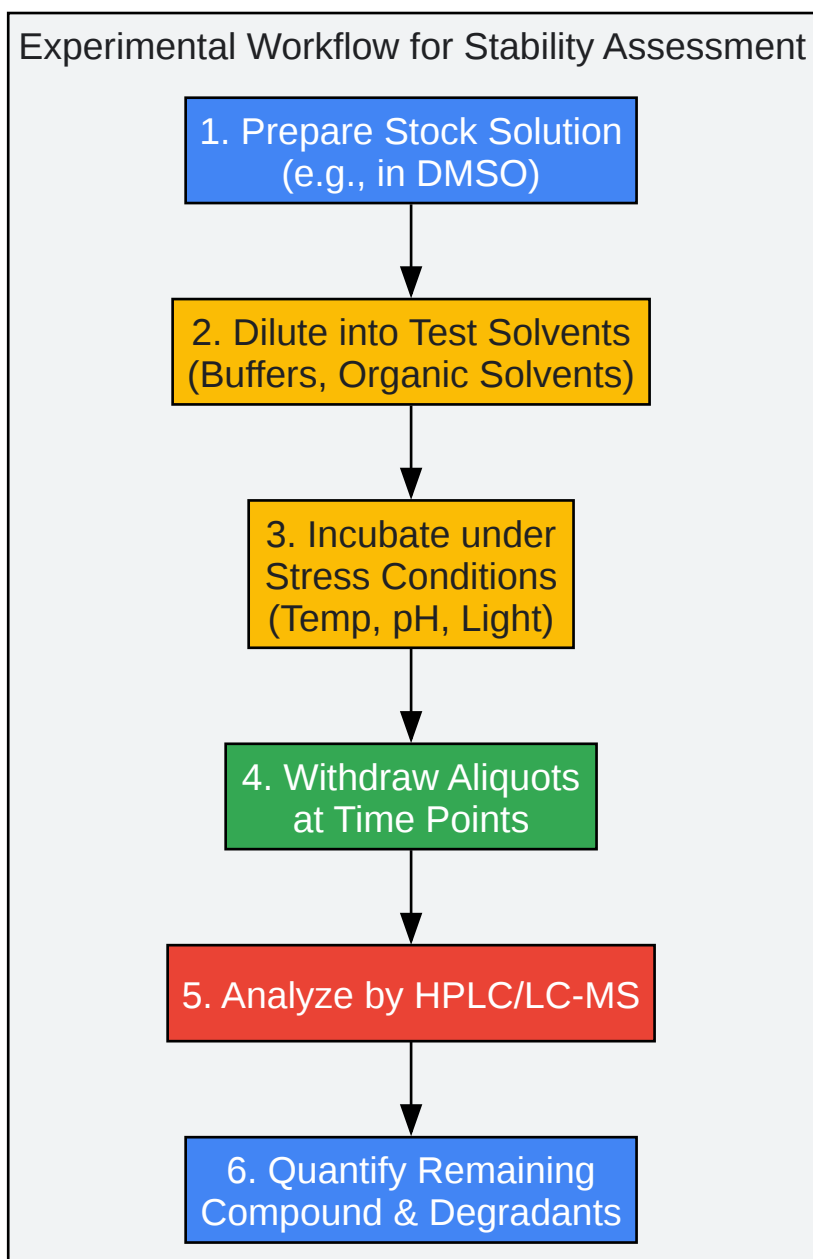 Experimental Workflow for Stability Assessment
1. Prepare Stock Solution
(e.g., in DMSO)
2. Dilute into Test Solvents
(Buffers, Organic Solvents)
3. Incubate under
Stress Conditions
(Temp, pH, Light)
4. Withdraw Aliquots
at Time Points
5. Analyze by HPLC/LC-MS
6. Quantify Remaining
Compound & Degradants